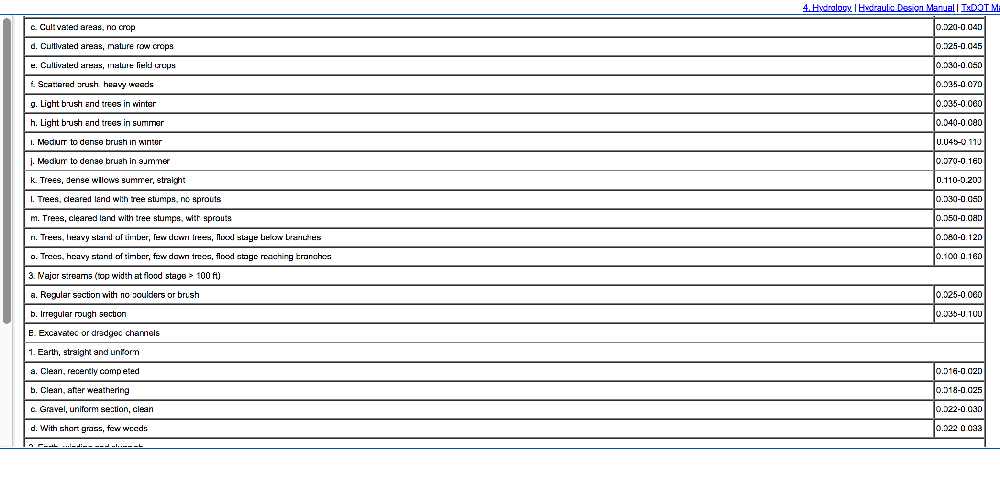 4. Hydrology | Hydraulic Design Manual | TxDOT
c. Cultivated areas, no crop 0.020-0.040
d. Cultivated areas, mature row crops 0.025-0.045
e. Cultivated areas, mature field crops 0.030-0.050
f. Scattered brush, heavy weeds 0.035-0.070
g. Light brush and trees in winter 0.035-0.060
h. Light brush and trees in summer 0.040-0.080
i. Medium to dense brush in winter 0.045-0.110
j. Medium to dense brush in summer 0.070-0.160
k. Trees, dense willows summer, straight 0.110-0.200
l. Trees, cleared land with tree stumps, no sprouts 0.030-0.050
m. Trees, cleared land with tree stumps, with sprouts 0.050-0.080
n. Trees, heavy stand of timber, few down trees, flood stage below branches 0.080-0.120
o. Trees, heavy stand of timber, few down trees, flood stage reaching branches 0.100-0.160
3. Major streams (top width at flood stage > 100 ft)
a. Regular section with no boulders or brush 0.025-0.060
b. Irregular rough section 0.035-0.100
B. Excavated or dredged channels
1. Earth, straight and uniform
a. Clean, recently completed 0.016-0.020
b. Clean, after weathering 0.018-0.025
c. Gravel, uniform section, clean 0.022-0.030
d. With short grass, few weeds 0.022-0.033
2. Earth, winding and sluggish